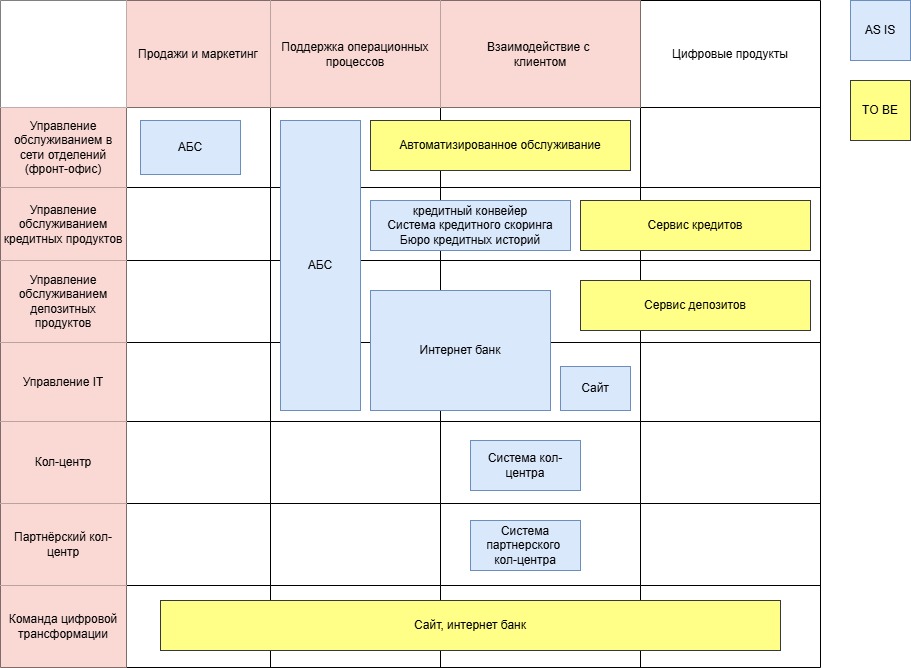 Продажи и маркетинг
Поддержка операционных
процессов
Взаимодействие с
клиентом
Цифровые продукты
AS IS
TO BE
Управление
обслуживанием в
сети отделений
(фронт-офис)
АБС
АБС
Автоматизированное обслуживание
Управление
обслуживанием
кредитных продуктов
кредитный конвейер
Система кредитного скоринга
Бюро кредитных историй
Сервис кредитов
Управление
обслуживанием
депозитных
продуктов
Сервис депозитов
Интернет банк
Управление IT
Сайт
Кол-центр
Система кол-
центра
Партнёрский кол-
центр
Система
партнерского
кол-центра
Команда цифровой
трансформации
Сайт, интернет банк